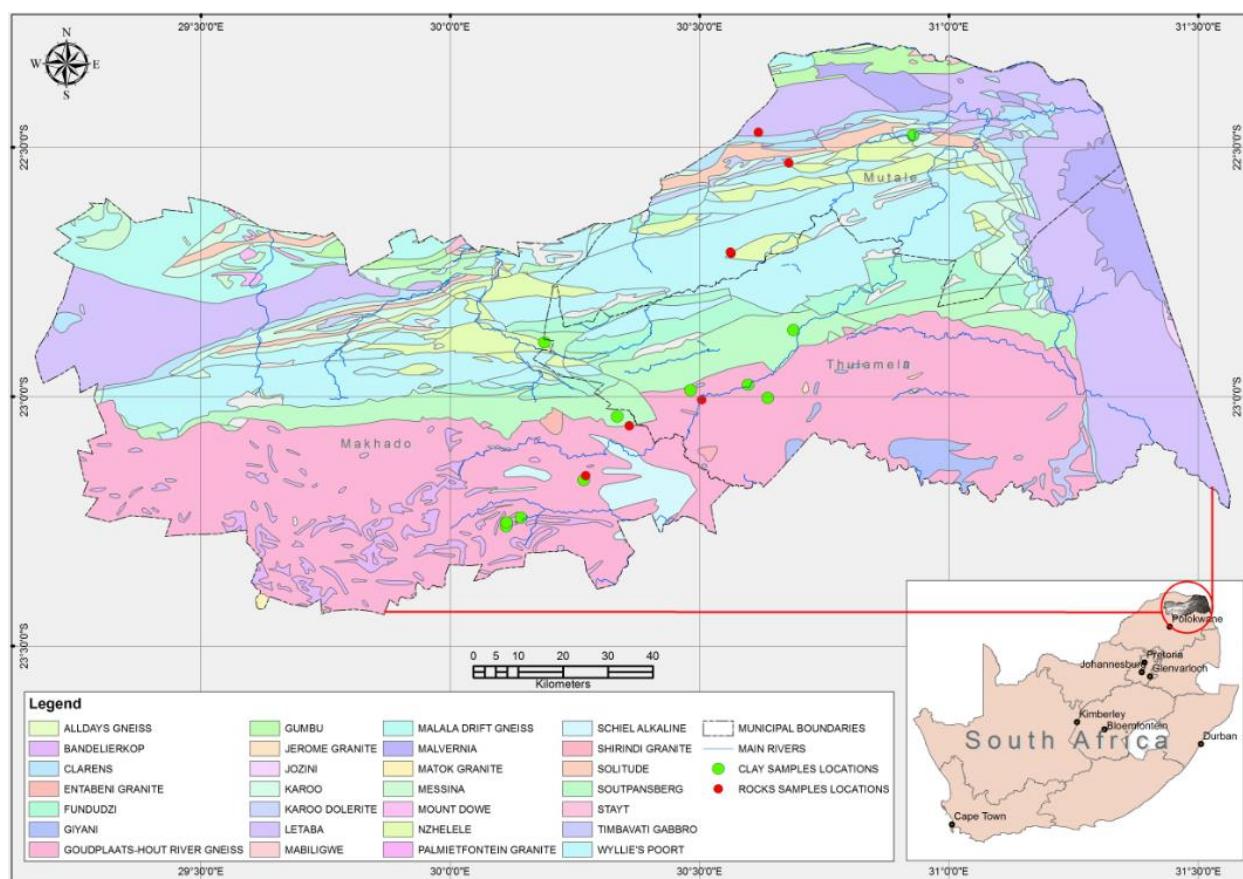 29°30'0"E
30°0'0"E
30°30'0"E
31°0'0"E
31°30'0"E
N
W
E
S
22°30'0"S
22°30'0"S
Mutale
23°0'0"S
23°0'0"S
Thulamela
Makhado
23°30'0"S
0 5 10 20 30 40
Kilometers
Polokwane
Pretoria
Johannesburg
Glenvarloch
Kimberley
Bloemfontein
Durban
South Africa
Cape Town
Legend
ALLDAYS GNEISS
BANDELIERKOP
CLARENS
ENTABENI GRANITE
FUNDUDZI
GIYANI
GOUDPLAATS-HOUT RIVER GNEISS
GUMBU
JEROME GRANITE
JOZINI
KAROO
KAROO DOLERITE
LETABA
MABILIGWE
MALALA DRIFT GNEISS
MALVERNIA
MATOK GRANITE
MESSINA
MOUNT DOWE
NZHELELE
PALMIETFONTEIN GRANITE
SCHIEL ALKALINE
SHIRINDI GRANITE
SOLITUDE
SOUTPANSBERG
STAYT
TIMBAVATI GABBRO
WYLLIE'S POORT
MUNICIPAL BOUNDARIES
MAIN RIVERS
CLAY SAMPLES LOCATIONS
ROCKS SAMPLES LOCATIONS
29°30'0"E
30°0'0"E
30°30'0"E
31°0'0"E
31°30'0"E